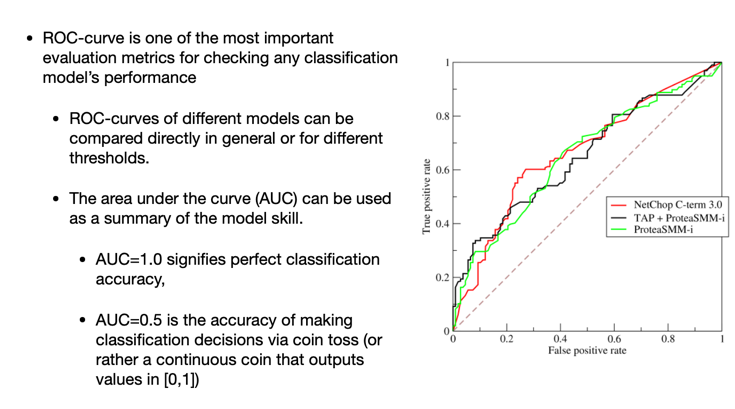 • ROC-curve is one of the most important
evaluation metrics for checking any classification
model’s performance
• ROC-curves of different models can be
compared directly in general or for different
thresholds.
• The area under the curve (AUC) can be used
as a summary of the model skill.
• AUC=1.0 signifies perfect classification
accuracy,
• AUC=0.5 is the accuracy of making
classification decisions via coin toss (or
rather a continuous coin that outputs
values in [0,1])
True positive rate
1
0.8
0.6
0.4
0.2
0
NetChop C-term 3.0
TAP + ProteaSMM-i
ProteaSMM-i
0 0.2 0.4 0.6 0.8 1
False positive rate